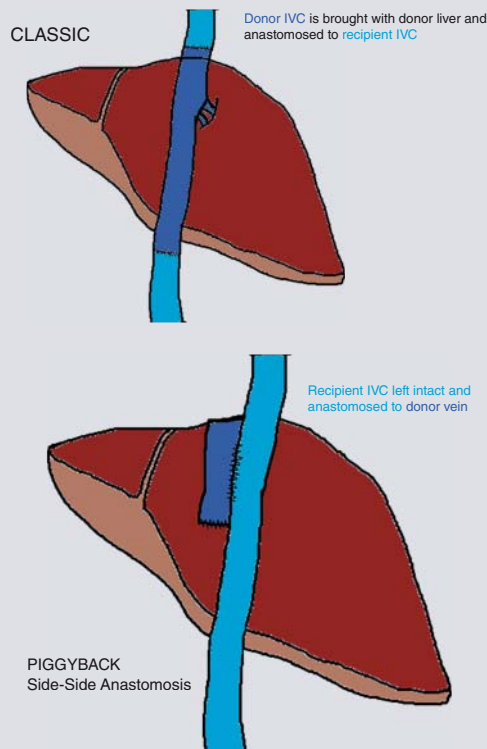 CLASSIC
Donor IVC is brought with donor liver and
anastomosed to recipient IVC
Recipient IVC left intact and
anastomosed to donor vein
PIGGYBACK
Side-Side Anastomosis